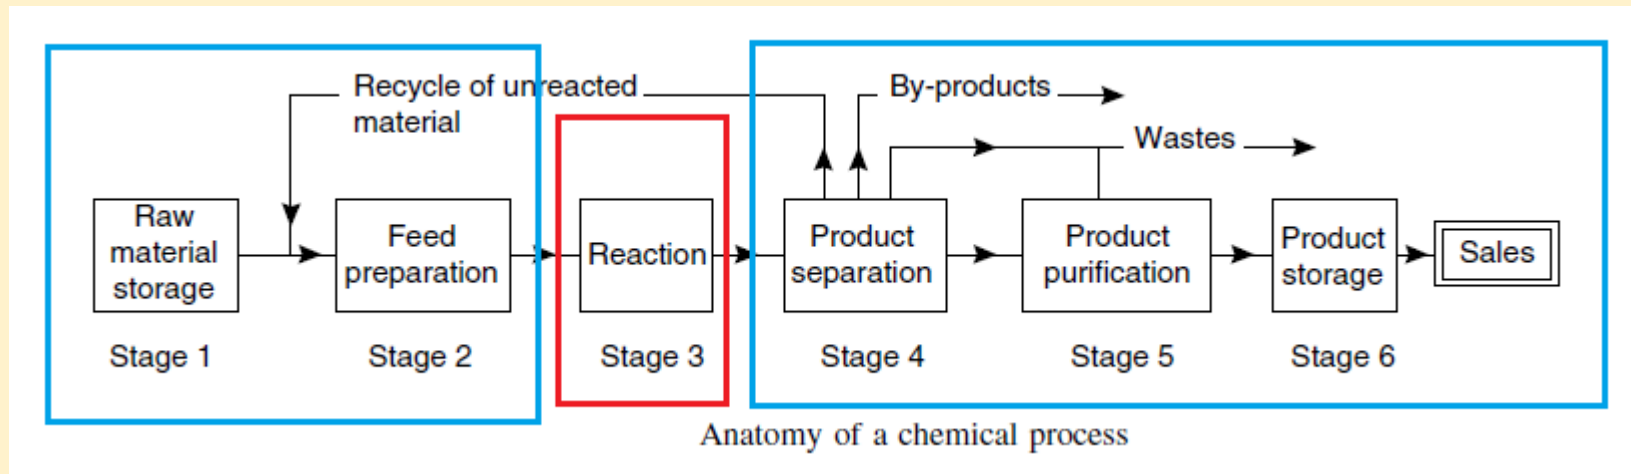 Recycle of unreacted
material
By-products
Wastes
Raw
material
storage
Feed
preparation
Reaction
Product
separation
Product
purification
Product
storage
Sales
Stage 1
Stage 2
Stage 3
Stage 4
Stage 5
Stage 6
Anatomy of a chemical process